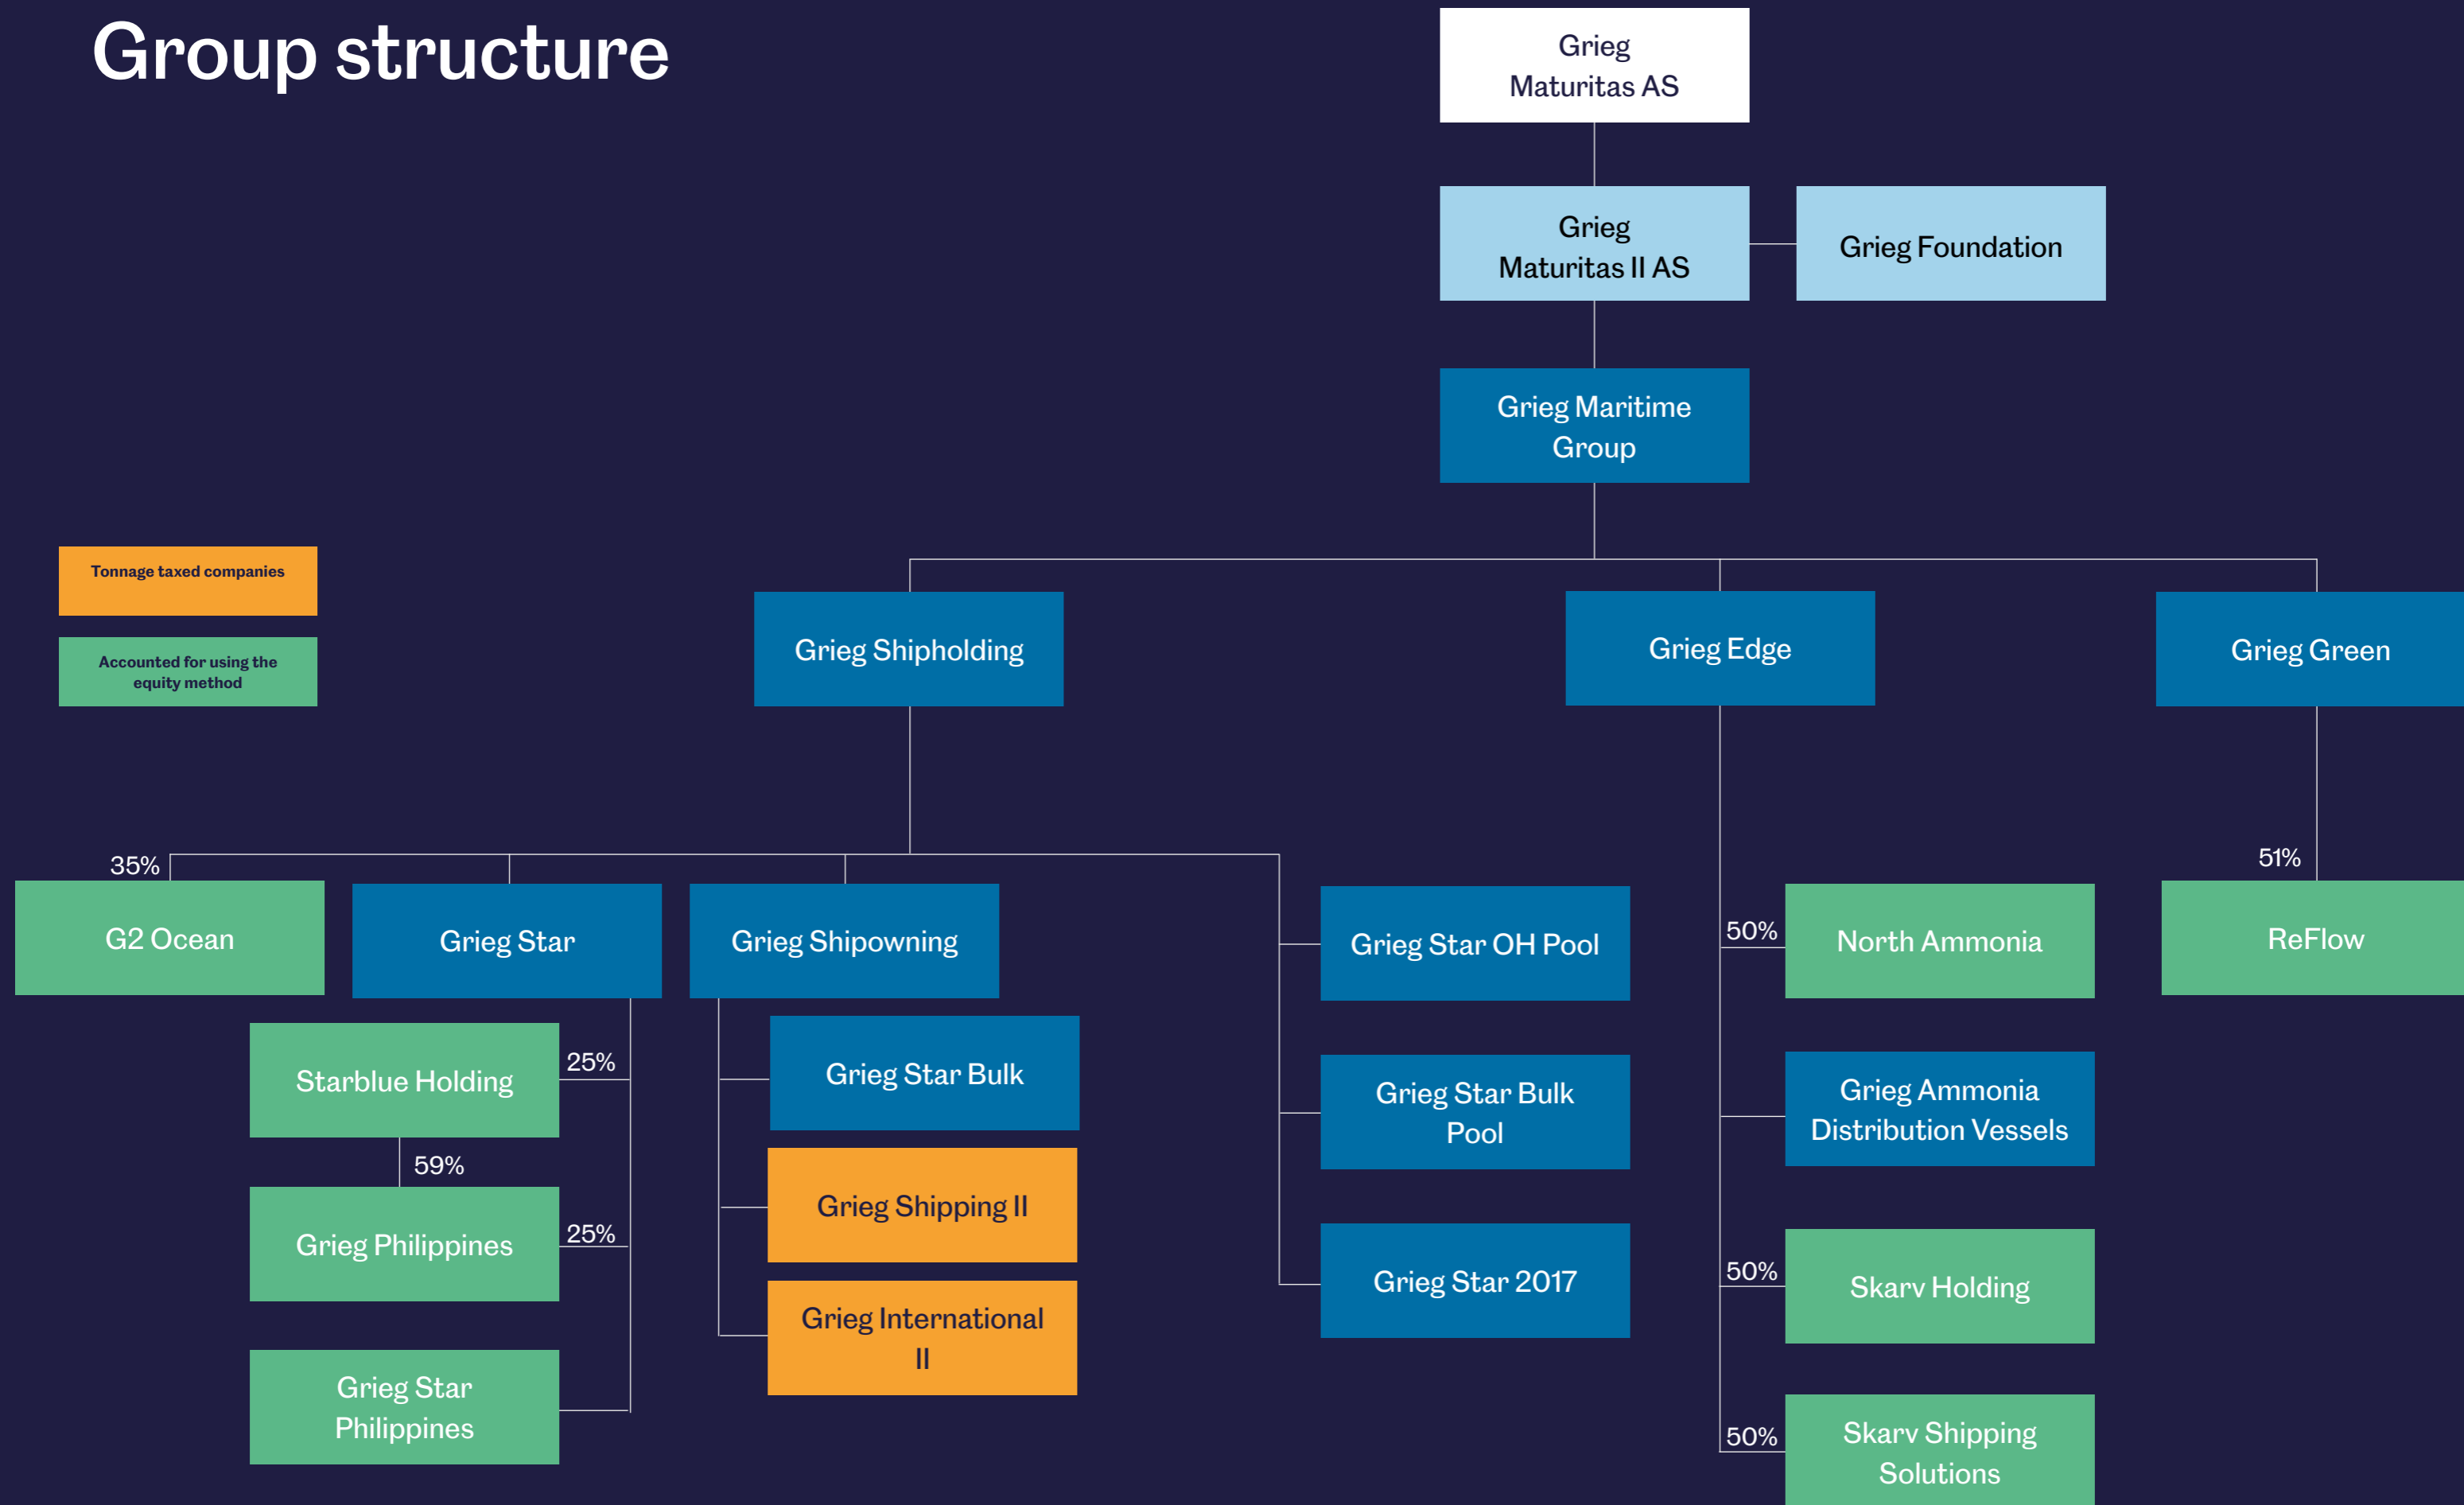 Group structure
Grieg
Maturitas AS
Grieg
Maturitas II AS
Grieg Foundation
Grieg Maritime
Group
Tonnage taxed companies
Accounted for using the
equity method
Grieg Shipholding
Grieg Edge
Grieg Green
35%
51%
G2 Ocean
Grieg Star
Grieg Shipowning
Grieg Star OH Pool
50%
North Ammonia
ReFlow
Starblue Holding
25%
Grieg Star Bulk
Grieg Star Bulk
Pool
Grieg Ammonia
Distribution Vessels
59%
Grieg Philippines
25%
Grieg Shipping II
Grieg Star 2017
50%
Skarv Holding
Grieg International
II
Grieg Star
Philippines
50%
Skarv Shipping
Solutions